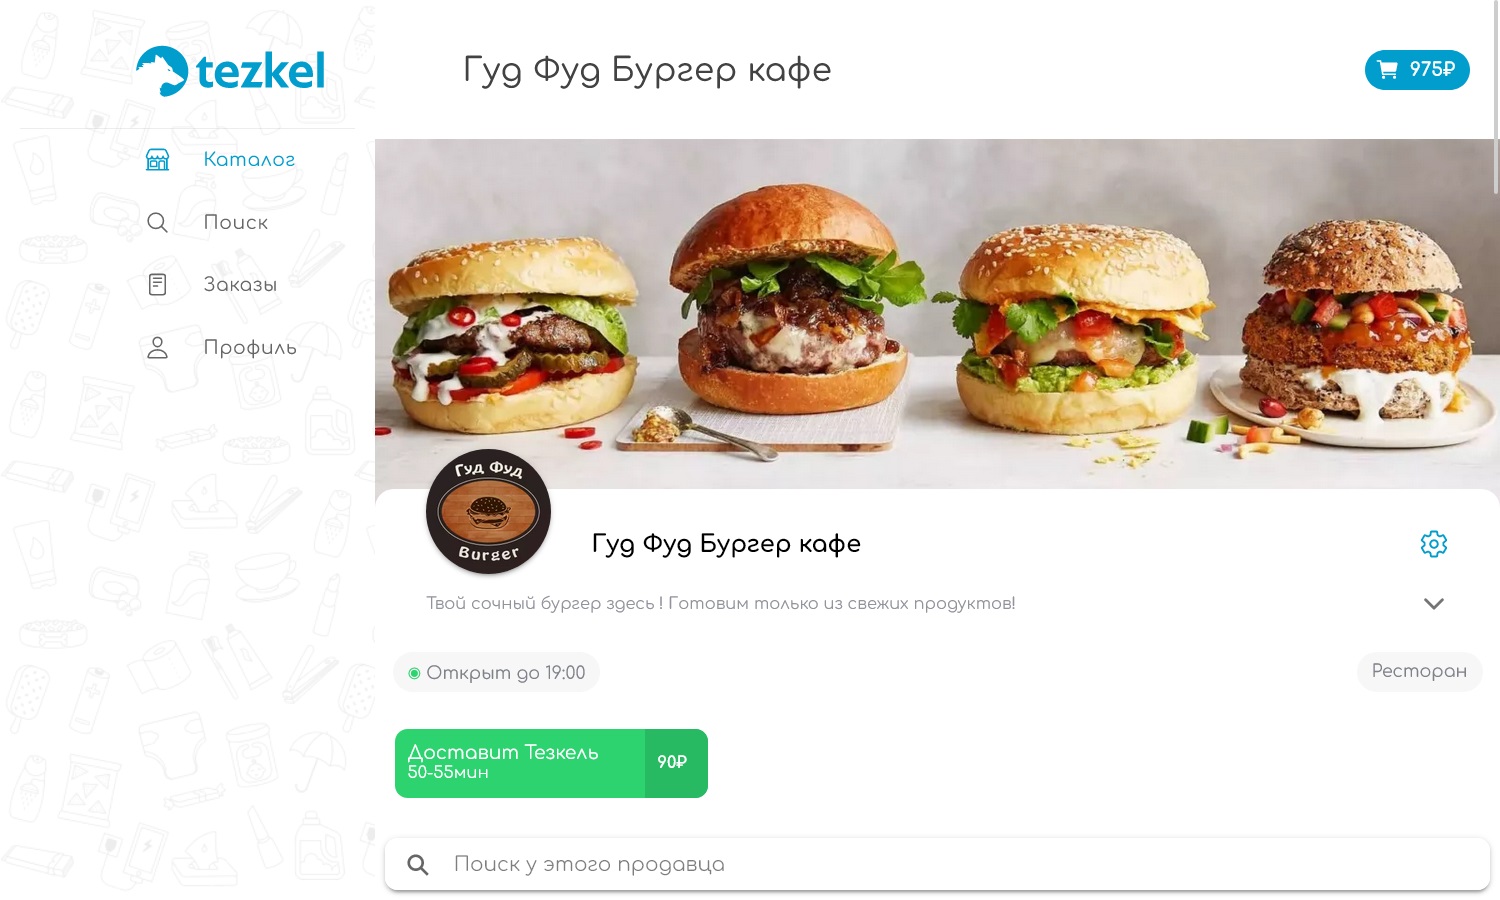 tezkel
Гуд Фуд Бургер кафе
975₽
Каталог
Поиск
Заказы
Профиль
Гуд Фуд
Burger
Гуд Фуд Бургер кафе
Твой сочный бургер здесь ! Готовим только из свежих продуктов!
Открыт до 19:00
Ресторан
Доставит Тезкель
50-55мин
90₽
Поиск у этого продавца